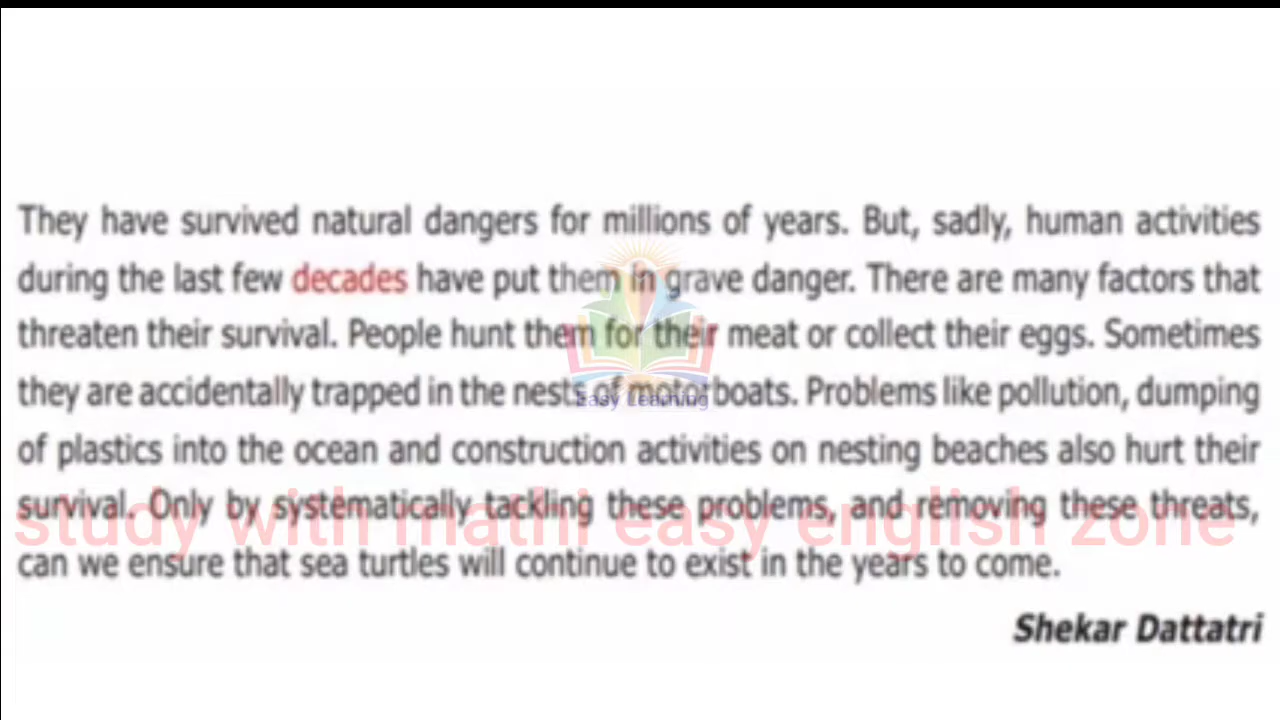 They have survived natural dangers for millions of years. But, sadly, human activities
during the last few decades have put them in grave danger. There are many factors that
threaten their survival. People hunt them for their meat or collect their eggs. Sometimes
they are accidentally trapped in the nests of motor boats. Problems like pollution, dumping
Easy Learning
of plastics into the ocean and construction activities on nesting beaches also hurt their
survival. Only by systematically tackling these problems, and removing these threats,
study with mathi easy english zone
can we ensure that sea turtles will continue to exist in the years to come.
Shekar Dattatri